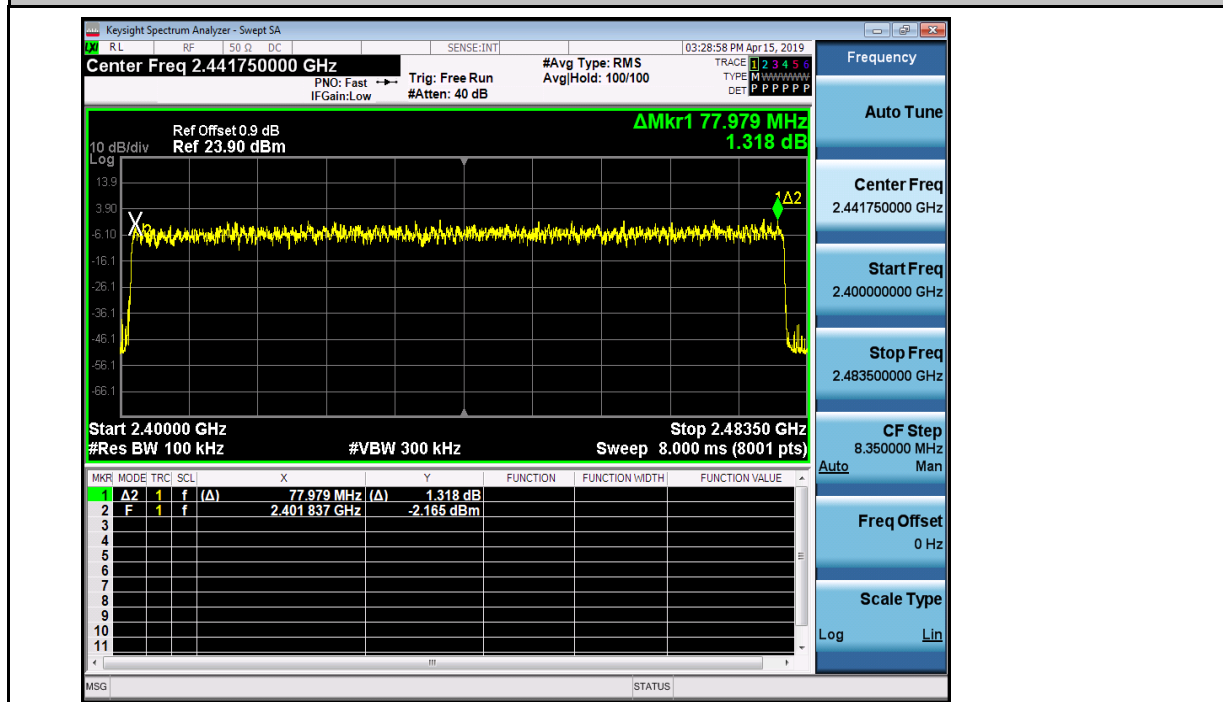 Keysight Spectrum Analyzer - Swept SA
LXI RL RF 50 Ω DC SENSE:INT 03:28:58 PM Apr 15, 2019
Center Freq 2.441750000 GHz
PNO: Fast
IFGain:Low
Trig: Free Run
#Atten: 40 dB
#Avg Type: RMS
Avg|Hold: 100/100
TRACE 1 2 3 4 5 6
TYPE M WWWWW
DET P P P P P P
Ref Offset 0.9 dB
Ref 23.90 dBm
10 dB/div
Log
ΔMkr1 77.979 MHz
1.318 dB
13.9
3.90
-6.10
-16.1
-26.1
-36.1
-46.1
-56.1
-66.1
X2
1Δ2
Start 2.40000 GHz
#Res BW 100 kHz
#VBW 300 kHz
Stop 2.48350 GHz
Sweep 8.000 ms (8001 pts)
MKR MODE TRC SCL X Y FUNCTION FUNCTION WIDTH FUNCTION VALUE
1 Δ2 1 f (Δ) 77.979 MHz (Δ) 1.318 dB
2 F 1 f 2.401 837 GHz -2.165 dBm
3
4
5
6
7
8
9
10
11
MSG STATUS
Frequency
Auto Tune
Center Freq
2.441750000 GHz
Start Freq
2.400000000 GHz
Stop Freq
2.483500000 GHz
CF Step
8.350000 MHz
Auto Man
Freq Offset
0 Hz
Scale Type
Log Lin